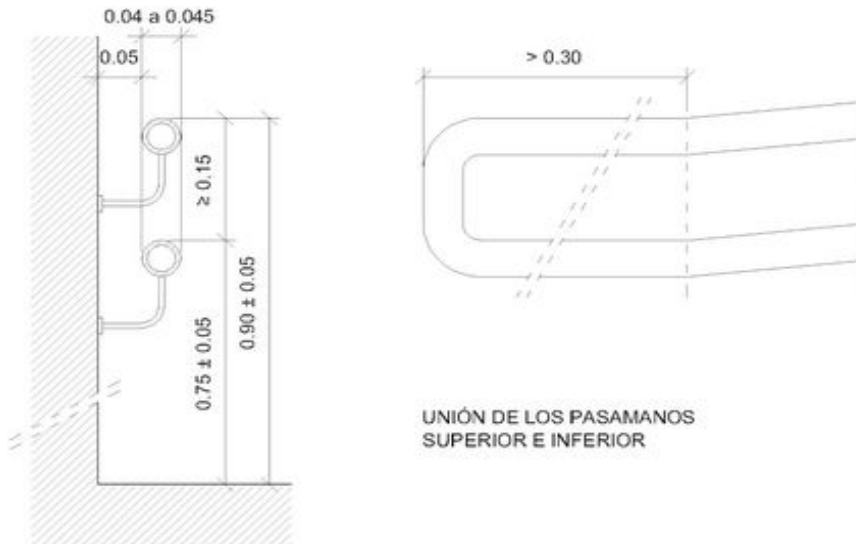 0.04 a 0.045
0.05
> 0.30
≥ 0.15
0.75 ± 0.05
0.90 ± 0.05
UNIÓN DE LOS PASAMANOS
SUPERIOR E INFERIOR